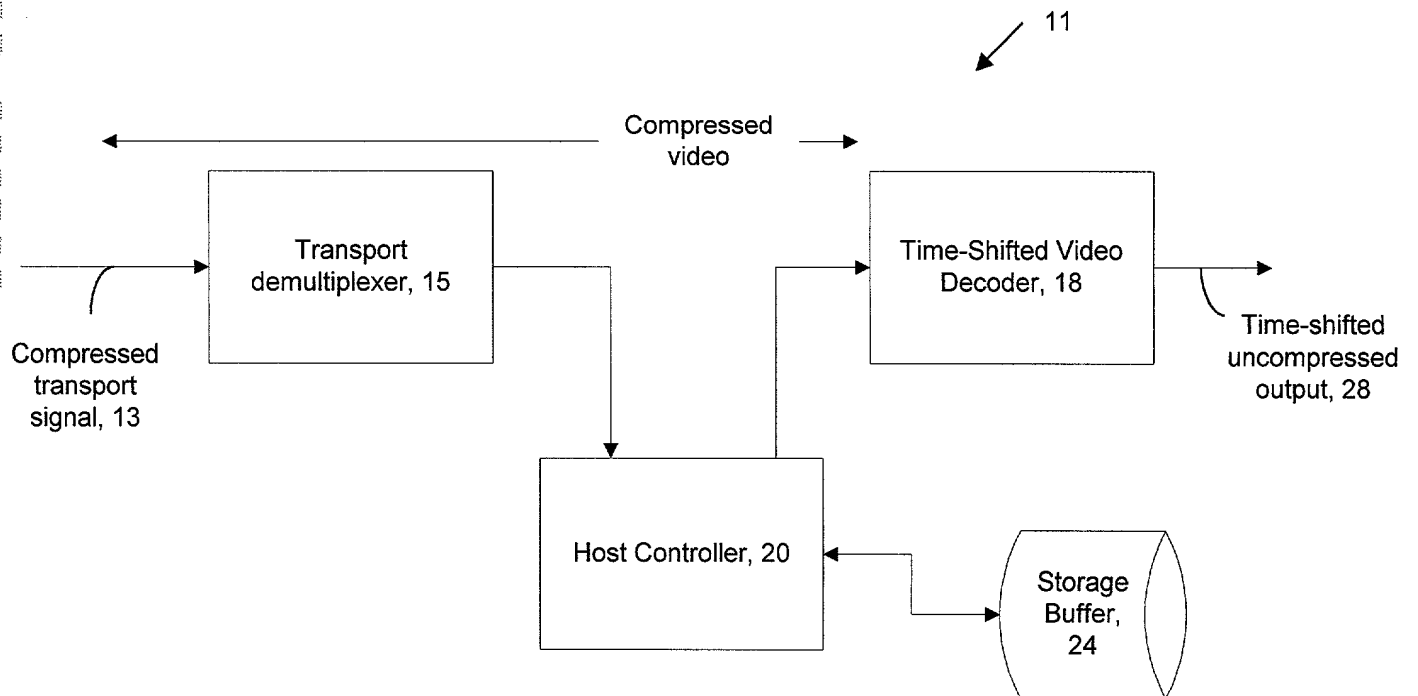 11
Compressed
video
Transport
demultiplexer, 15
Time-Shifted Video
Decoder, 18
Compressed
transport
signal, 13
Time-shifted
uncompressed
output, 28
Host Controller, 20
Storage
Buffer,
24